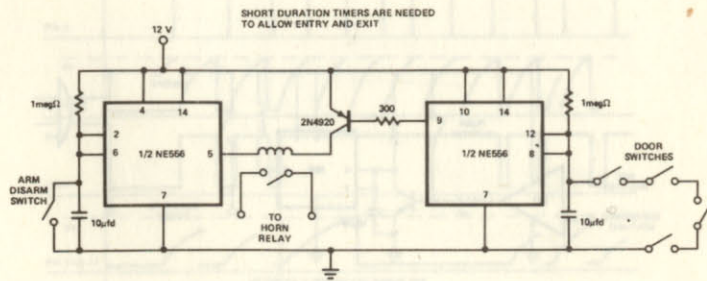 SHORT DURATION TIMERS ARE NEEDED
TO ALLOW ENTRY AND EXIT
12 V
1megΩ
4
14
2
6
1/2 NE556
5
7
ARM
DISARM
SWITCH
10μfd
TO
HORN
RELAY
2N4920
300
9
10
14
1/2 NE556
12
8
7
1megΩ
10μfd
DOOR
SWITCHES